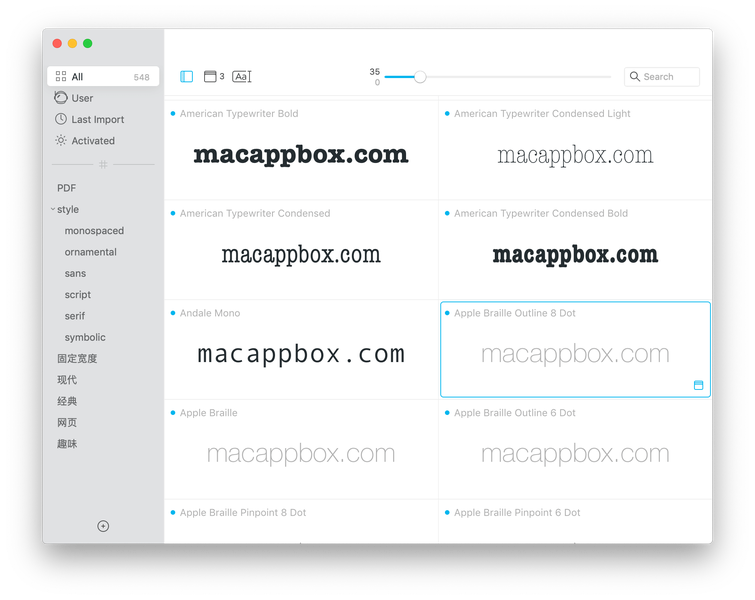 All 548
User
Last Import
Activated
PDF
style
monospaced
ornamental
sans
script
serif
symbolic
固定宽度
现代
经典
网页
趣味
3 Aa 35 Search
0
American Typewriter Bold American Typewriter Condensed Light
macappbox.com macappbox.com
American Typewriter Condensed American Typewriter Condensed Bold
macappbox.com macappbox.com
Andale Mono Apple Braille Outline 8 Dot
macappbox.com macappbox.com
Apple Braille Apple Braille Outline 6 Dot
macappbox.com macappbox.com
Apple Braille Pinpoint 8 Dot Apple Braille Pinpoint 6 Dot